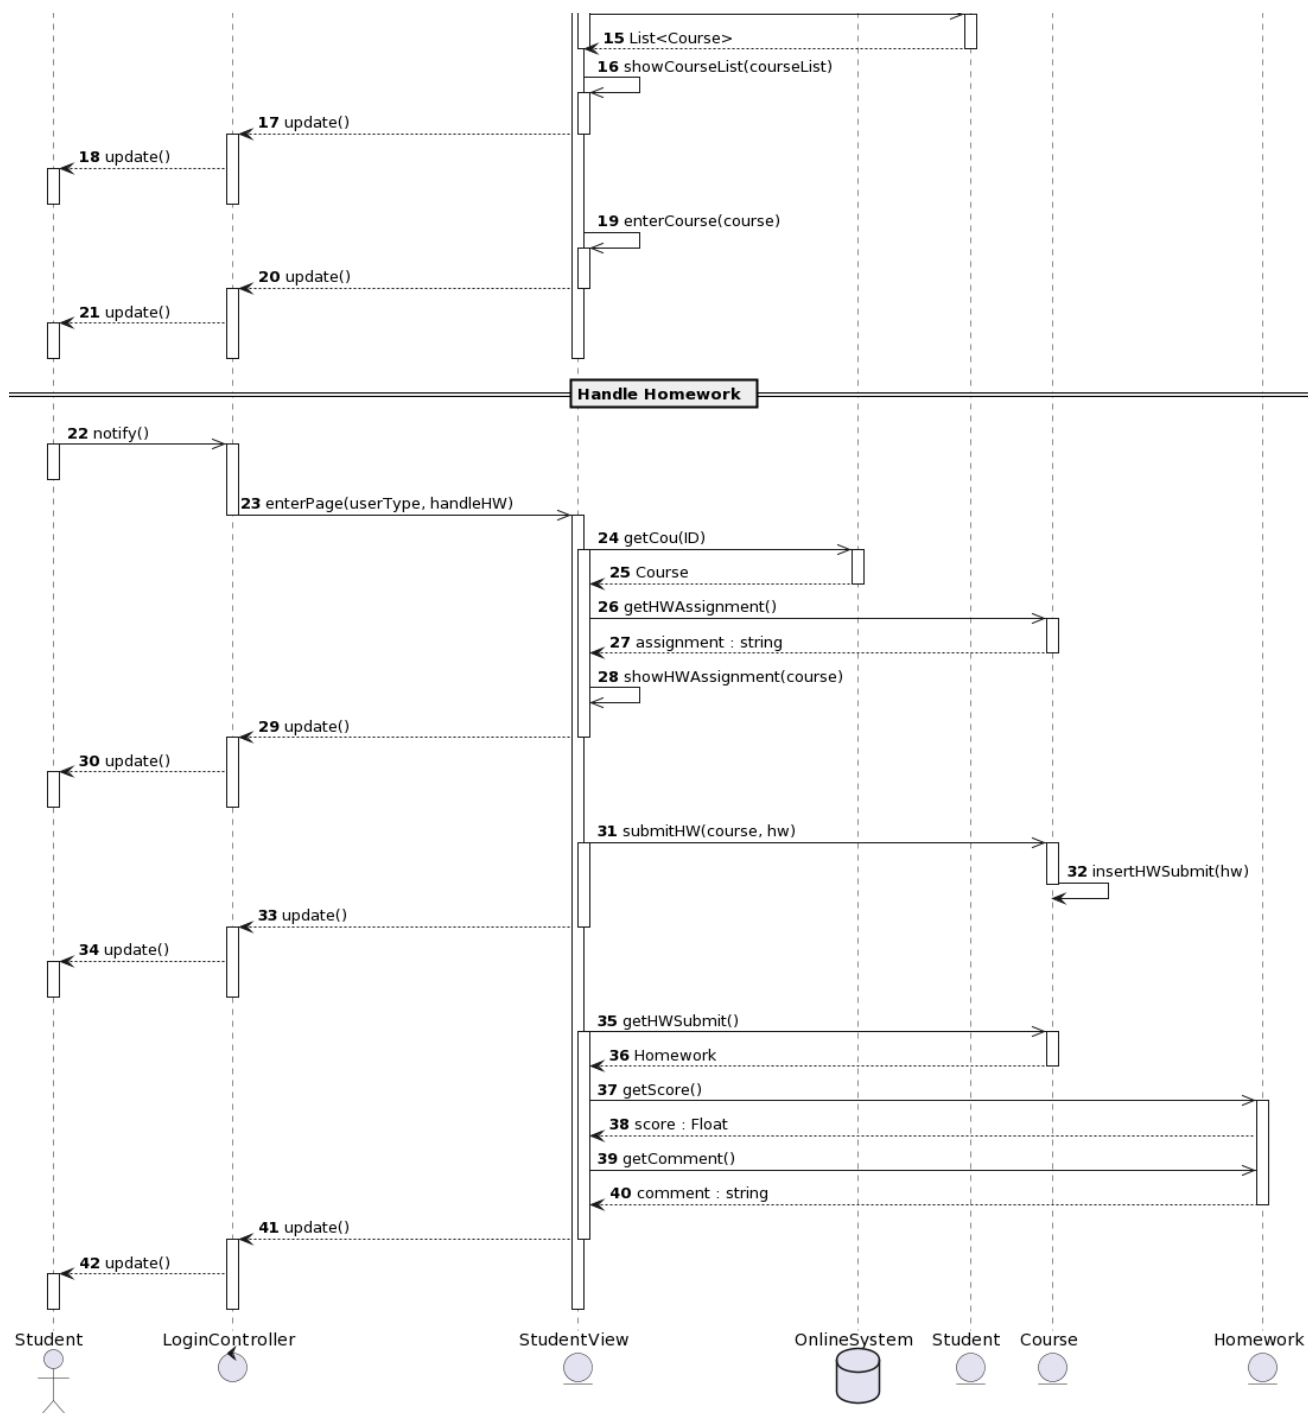 15 List<Course>
16 showCourseList(courseList)
17 update()
18 update()
19 enterCourse(course)
20 update()
21 update()
Handle Homework
22 notify()
23 enterPage(userType, handleHW)
24 getCou(ID)
25 Course
26 getHWAssignment()
27 assignment : string
28 showHWAssignment(course)
29 update()
30 update()
31 submitHW(course, hw)
32 insertHWSubmit(hw)
33 update()
34 update()
35 getHWSubmit()
36 Homework
37 getScore()
38 score : Float
39 getComment()
40 comment : string
41 update()
42 update()
Student LoginController StudentView OnlineSystem Student Course Homework